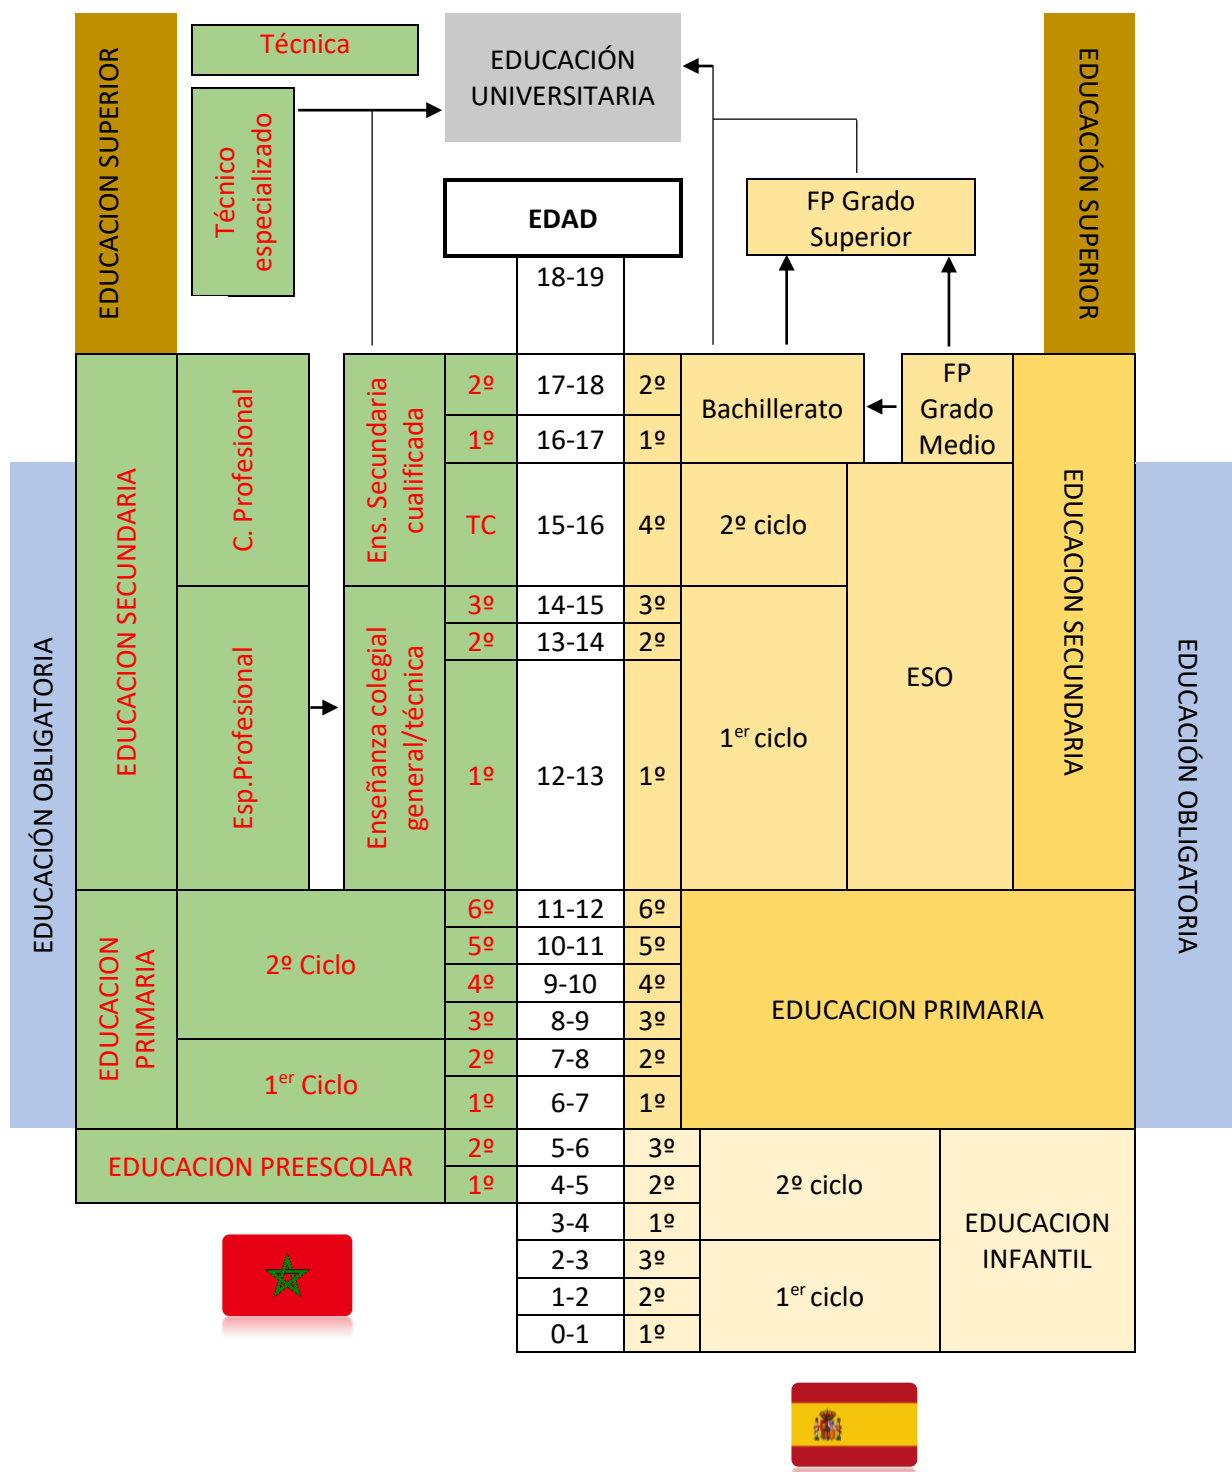 EDUCACION SUPERIOR
Técnica
Técnico
especializado
EDUCACIÓN
UNIVERSITARIA
EDAD
FP Grado
Superior
EDUCACIÓN SUPERIOR
18-19
EDUCACIÓN OBLIGATORIA
EDUCACION SECUNDARIA
C. Profesional
Esp.Profesional
Ens. Secundaria
cualificada
Enseñanza colegial
general/técnica
2º 17-18 2º
1º 16-17 1º
TC 15-16 4º
3º 14-15 3º
2º 13-14 2º
1º 12-13 1º
Bachillerato
FP
Grado
Medio
2º ciclo
1er ciclo
ESO
EDUCACION SECUNDARIA
EDUCACIÓN OBLIGATORIA
EDUCACION
PRIMARIA
2º Ciclo
1er Ciclo
6º 11-12 6º
5º 10-11 5º
4º 9-10 4º
3º 8-9 3º
2º 7-8 2º
1º 6-7 1º
EDUCACION PRIMARIA
EDUCACION PREESCOLAR
2º 5-6 3º
1º 4-5 2º
3-4 1º
2-3 3º
1-2 2º
0-1 1º
2º ciclo
1er ciclo
EDUCACION
INFANTIL